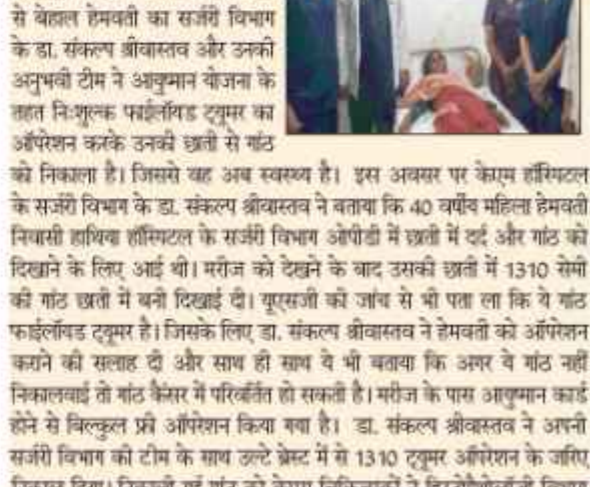 से बेहाल हेमवती का सर्जरी विभाग
के डा. संकल्प श्रीवास्तव और उनकी
अनुभवी टीम ने आयुष्मान योजना के
तहत निःशुल्क फाईलॉयड ट्यूमर का
ऑपरेशन करके उनकी छाती से गांठ
को निकाला है। जिससे वह अब स्वस्थ्य है। इस अवसर पर केएम हॉस्पिटल
के सर्जरी विभाग के डा. संकल्प श्रीवास्तव ने बताया कि 40 वर्षीय महिला हेमवती
निवासी हाथिया हॉस्पिटल के सर्जरी विभाग ओपीडी में छाती में दर्द और गांठ को
दिखाने के लिए आई थी। मरीज को देखने के बाद उसकी छाती में 1310 सेमी
की गांठ छाती में बनी दिखाई दी। यूएसजी की जांच से भी पता ला कि ये गांठ
फाईलॉयड ट्यूमर है। जिसके लिए डा. संकल्प श्रीवास्तव ने हेमवती को ऑपरेशन
कराने की सलाह दी और साथ ही साथ ये भी बताया कि अगर ये गांठ नहीं
निकालवाई तो गांठ कैंसर में परिवर्तित हो सकती है। मरीज के पास आयुष्मान कार्ड
होने से बिल्कुल फ्री ऑपरेशन किया गया है। डा. संकल्प श्रीवास्तव ने अपनी
सर्जरी विभाग की टीम के साथ उल्टे ब्रेस्ट में से 1310 ट्यूमर ऑपरेशन के जरिए